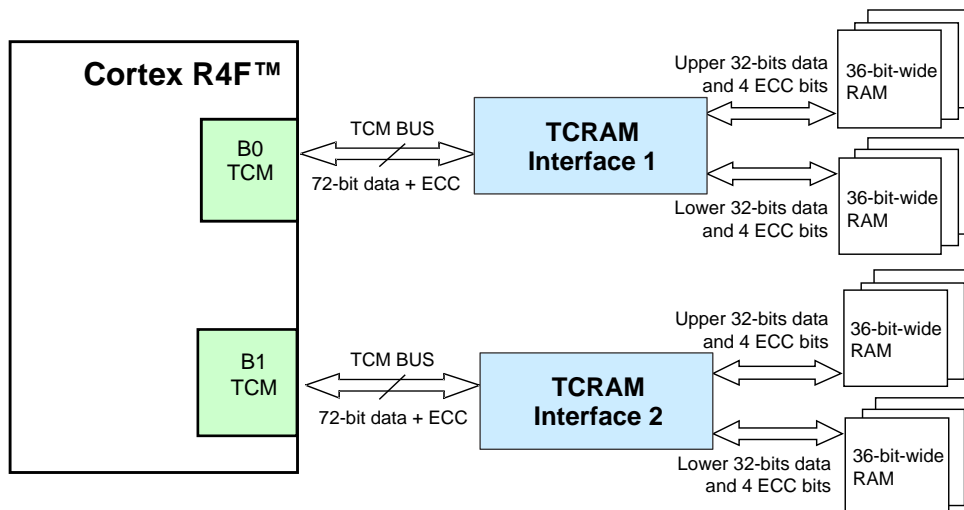 Cortex R4F™
B0
TCM
TCM BUS
72-bit data + ECC
TCRAM
Interface 1
Upper 32-bits data
and 4 ECC bits
36-bit-wide
RAM
Lower 32-bits data
and 4 ECC bits
36-bit-wide
RAM
B1
TCM
TCM BUS
72-bit data + ECC
TCRAM
Interface 2
Upper 32-bits data
and 4 ECC bits
36-bit-wide
RAM
Lower 32-bits data
and 4 ECC bits
36-bit-wide
RAM